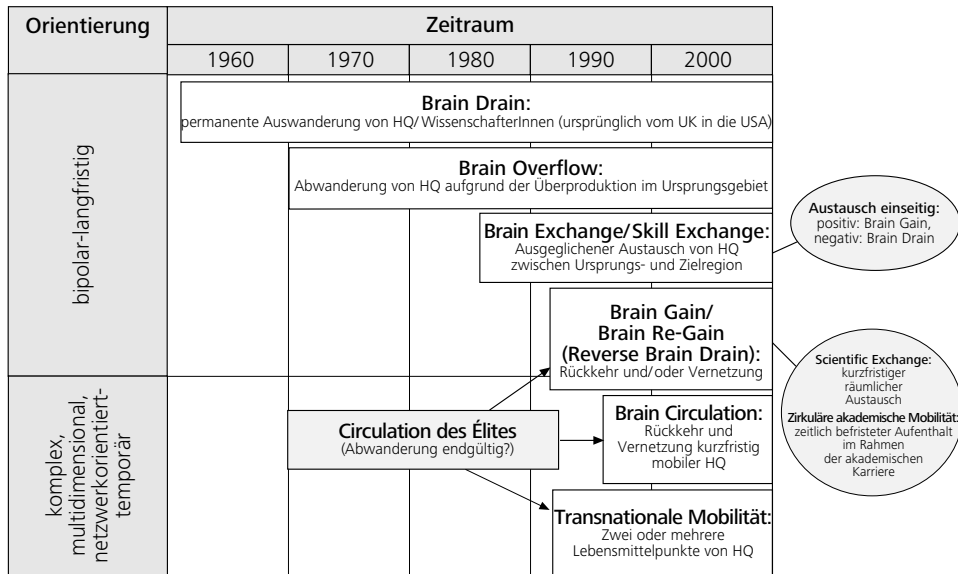 Orientierung
Zeitraum
1960
1970
1980
1990
2000
bipolar-langfristig
Brain Drain:
permanente Auswanderung von HQ/WissenschafterInnen (ursprünglich vom UK in die USA)
Brain Overflow:
Abwanderung von HQ aufgrund der Überproduktion im Ursprungsgebiet
Brain Exchange/Skill Exchange:
Ausgeglichener Austausch von HQ
zwischen Ursprungs- und Zielregion
Austausch einseitig:
positiv: Brain Gain,
negativ: Brain Drain
Brain Gain/
Brain Re-Gain
(Reverse Brain Drain):
Rückkehr und/oder Vernetzung
Scientific Exchange:
kurzfristiger
räumlicher
Austausch
Zirkuläre akademische Mobilität:
zeitlich befristeter Aufenthalt
im Rahmen
der akademischen
Karriere
komplex,
multidimensional,
netzwerkorientiert-
temporär
Circulation des Élites
(Abwanderung endgültig?)
Brain Circulation:
Rückkehr und
Vernetzung kurzfristig
mobiler HQ
Transnationale Mobilität:
Zwei oder mehrere
Lebensmittelpunkte von HQ